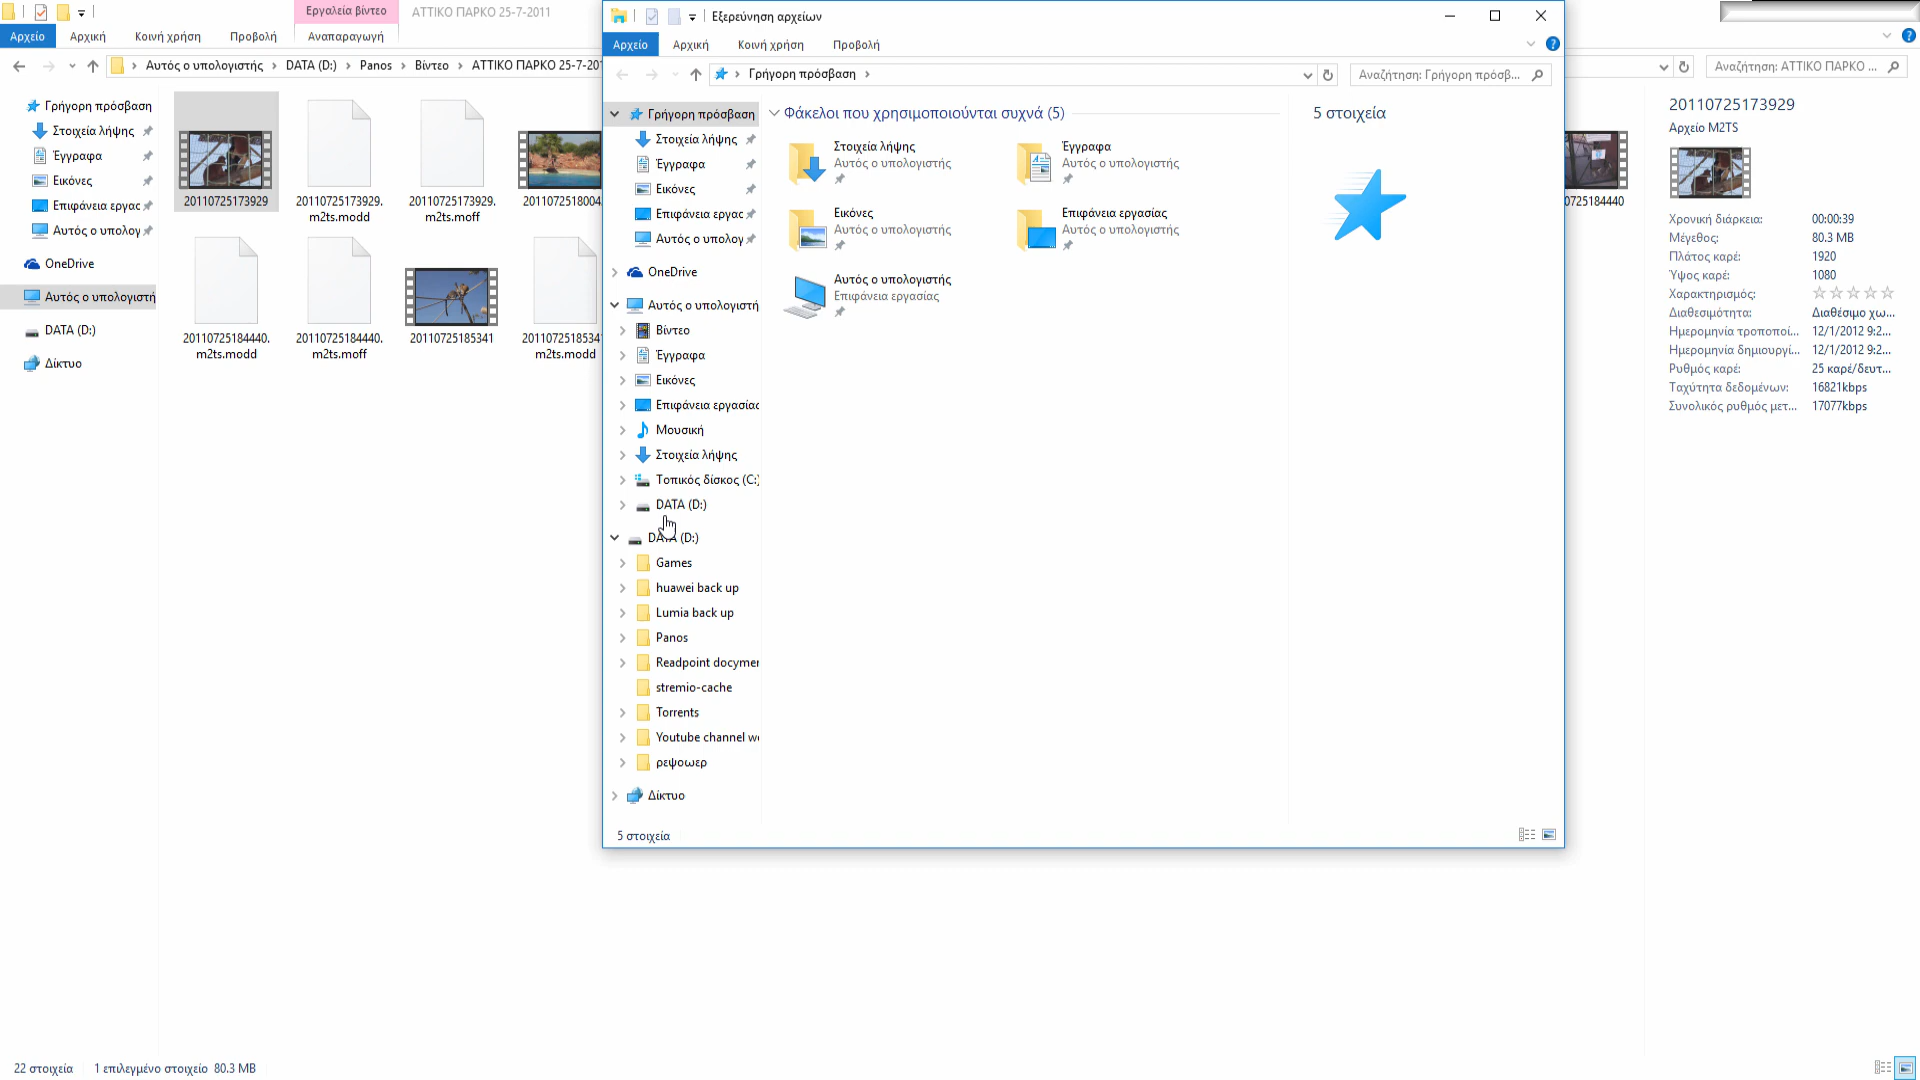 Εργαλεία βίντεο
ΑΤΤΙΚΟ ΠΑΡΚΟ 25-7-2011
Αρχείο
Αρχική
Κοινή χρήση
Προβολή
Αναπαραγωγή
Αυτός ο υπολογιστής
DATA (D:)
Panos
Βίντεο
ΑΤΤΙΚΟ ΠΑΡΚΟ 25-7-201
Γρήγορη πρόσβαση
Στοιχεία λήψης
Έγγραφα
Εικόνες
Επιφάνεια εργασ
Αυτός ο υπολογ
OneDrive
Αυτός ο υπολογιστή
DATA (D:)
Δίκτυο
20110725173929
20110725173929.
m2ts.modd
20110725173929.
m2ts.moff
2011072518004
20110725184440.
m2ts.modd
20110725184440.
m2ts.moff
20110725185341
2011072518534
m2ts.modd
22 στοιχεία
1 επιλεγμένο στοιχείο 80.3 MB
Εξερεύνηση αρχείων
Αρχείο
Αρχική
Κοινή χρήση
Προβολή
Γρήγορη πρόσβαση
Αναζήτηση: Γρήγορη πρόσβ...
Γρήγορη πρόσβαση
Στοιχεία λήψης
Έγγραφα
Εικόνες
Επιφάνεια εργασ
Αυτός ο υπολογ
OneDrive
Αυτός ο υπολογιστή
Βίντεο
Έγγραφα
Εικόνες
Επιφάνεια εργασίας
Μουσική
Στοιχεία λήψης
Τοπικός δίσκος (C:)
DATA (D:)
DATA (D:)
Games
huawei back up
Lumia back up
Panos
Readpoint documen
stremio-cache
Torrents
Youtube channel wo
ρεψοωερ
Δίκτυο
5 στοιχεία
Φάκελοι που χρησιμοποιούνται συχνά (5)
Στοιχεία λήψης
Αυτός ο υπολογιστής
Έγγραφα
Αυτός ο υπολογιστής
Εικόνες
Αυτός ο υπολογιστής
Επιφάνεια εργασίας
Αυτός ο υπολογιστής
Αυτός ο υπολογιστής
Επιφάνεια εργασίας
5 στοιχεία
Αναζήτηση: ΑΤΤΙΚΟ ΠΑΡΚΟ ...
0725184440
20110725173929
Αρχείο M2TS
Χρονική διάρκεια: 00:00:39
Μέγεθος: 80.3 MB
Πλάτος καρέ: 1920
Ύψος καρέ: 1080
Χαρακτηρισμός:
Διαθεσιμότητα: Διαθέσιμο χω...
Ημερομηνία τροποποί... 12/1/2012 9:2...
Ημερομηνία δημιουργί... 12/1/2012 9:2...
Ρυθμός καρέ: 25 καρέ/δευτ...
Ταχύτητα δεδομένων: 16821kbps
Συνολικός ρυθμός μετ... 17077kbps